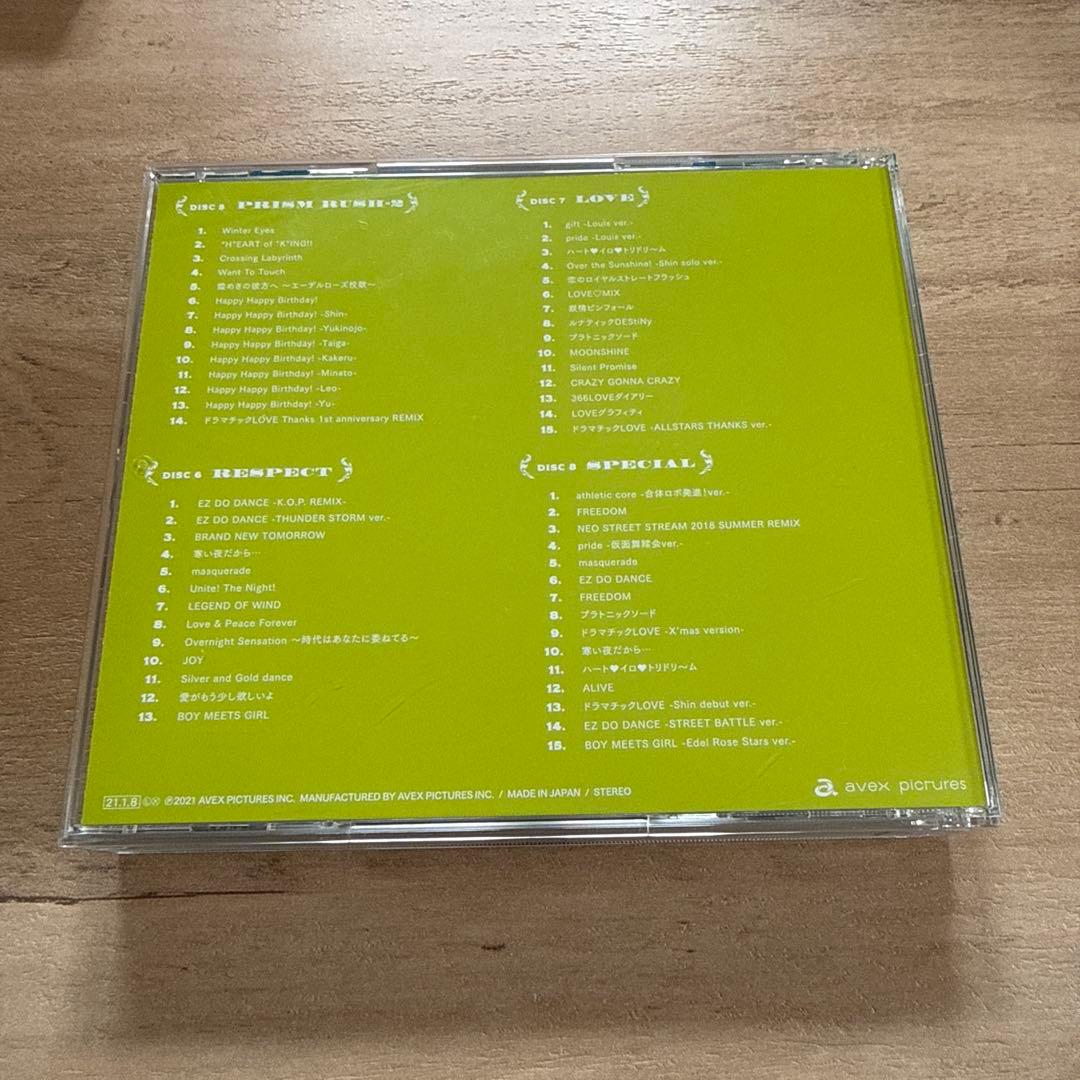 DISC 5 PRISM RUSH-2
1. Winter Eyes
2. *H*EART of *K*ING!!
3. Crossing Labyrinth
4. Want To Touch
5. 煌めきの彼方へ ～エーデルローズ校歌～
6. Happy Happy Birthday!
7. Happy Happy Birthday! -Shin-
8. Happy Happy Birthday! -Yukinojo-
9. Happy Happy Birthday! -Taiga-
10. Happy Happy Birthday! -Kakeru-
11. Happy Happy Birthday! -Minato-
12. Happy Happy Birthday! -Leo-
13. Happy Happy Birthday! -Yu-
14. ドラマチックLOVE Thanks 1st anniversary REMIX
DISC 6 RESPECT
1. EZ DO DANCE -K.O.P. REMIX-
2. EZ DO DANCE -THUNDER STORM ver.-
3. BRAND NEW TOMORROW
4. 寒い夜だから…
5. masquerade
6. Unite! The Night!
7. LEGEND OF WIND
8. Love & Peace Forever
9. Overnight Sensation ～時代はあなたに委ねてる～
10. JOY
11. Silver and Gold dance
12. 愛がもう少し欲しいよ
13. BOY MEETS GIRL
DISC 7 LOVE
1. gift -Louis ver.-
2. pride -Louis ver.-
3. ハート♥イロ♥トリドリ〜ム
4. Over the Sunshine! -Shin solo ver.-
5. 恋のロイヤルストレートフラッシュ
6. LOVE♡MIX
7. 妖精ピンフォール
8. ルナティックDEStiNy
9. プラトニックソード
10. MOONSHINE
11. Silent Promise
12. CRAZY GONNA CRAZY
13. 366LOVEダイアリー
14. LOVEグラフィティ
15. ドラマチックLOVE -ALLSTARS THANKS ver.-
DISC 8 SPECIAL
1. athletic core -合体ロボ発進!ver.-
2. FREEDOM
3. NEO STREET STREAM 2018 SUMMER REMIX
4. pride -仮面舞踏会ver.-
5. masquerade
6. EZ DO DANCE
7. FREEDOM
8. プラトニックソード
9. ドラマチックLOVE -X'mas version-
10. 寒い夜だから…
11. ハート♥イロ♥トリドリ〜ム
12. ALIVE
13. ドラマチックLOVE -Shin debut ver.-
14. EZ DO DANCE -STREET BATTLE ver.-
15. BOY MEETS GIRL -Edel Rose Stars ver.-
21.1.8 Ⓛ Ⓧ ℗2021 AVEX PICTURES INC. MANUFACTURED BY AVEX PICTURES INC. / MADE IN JAPAN / STEREO
avex pictures